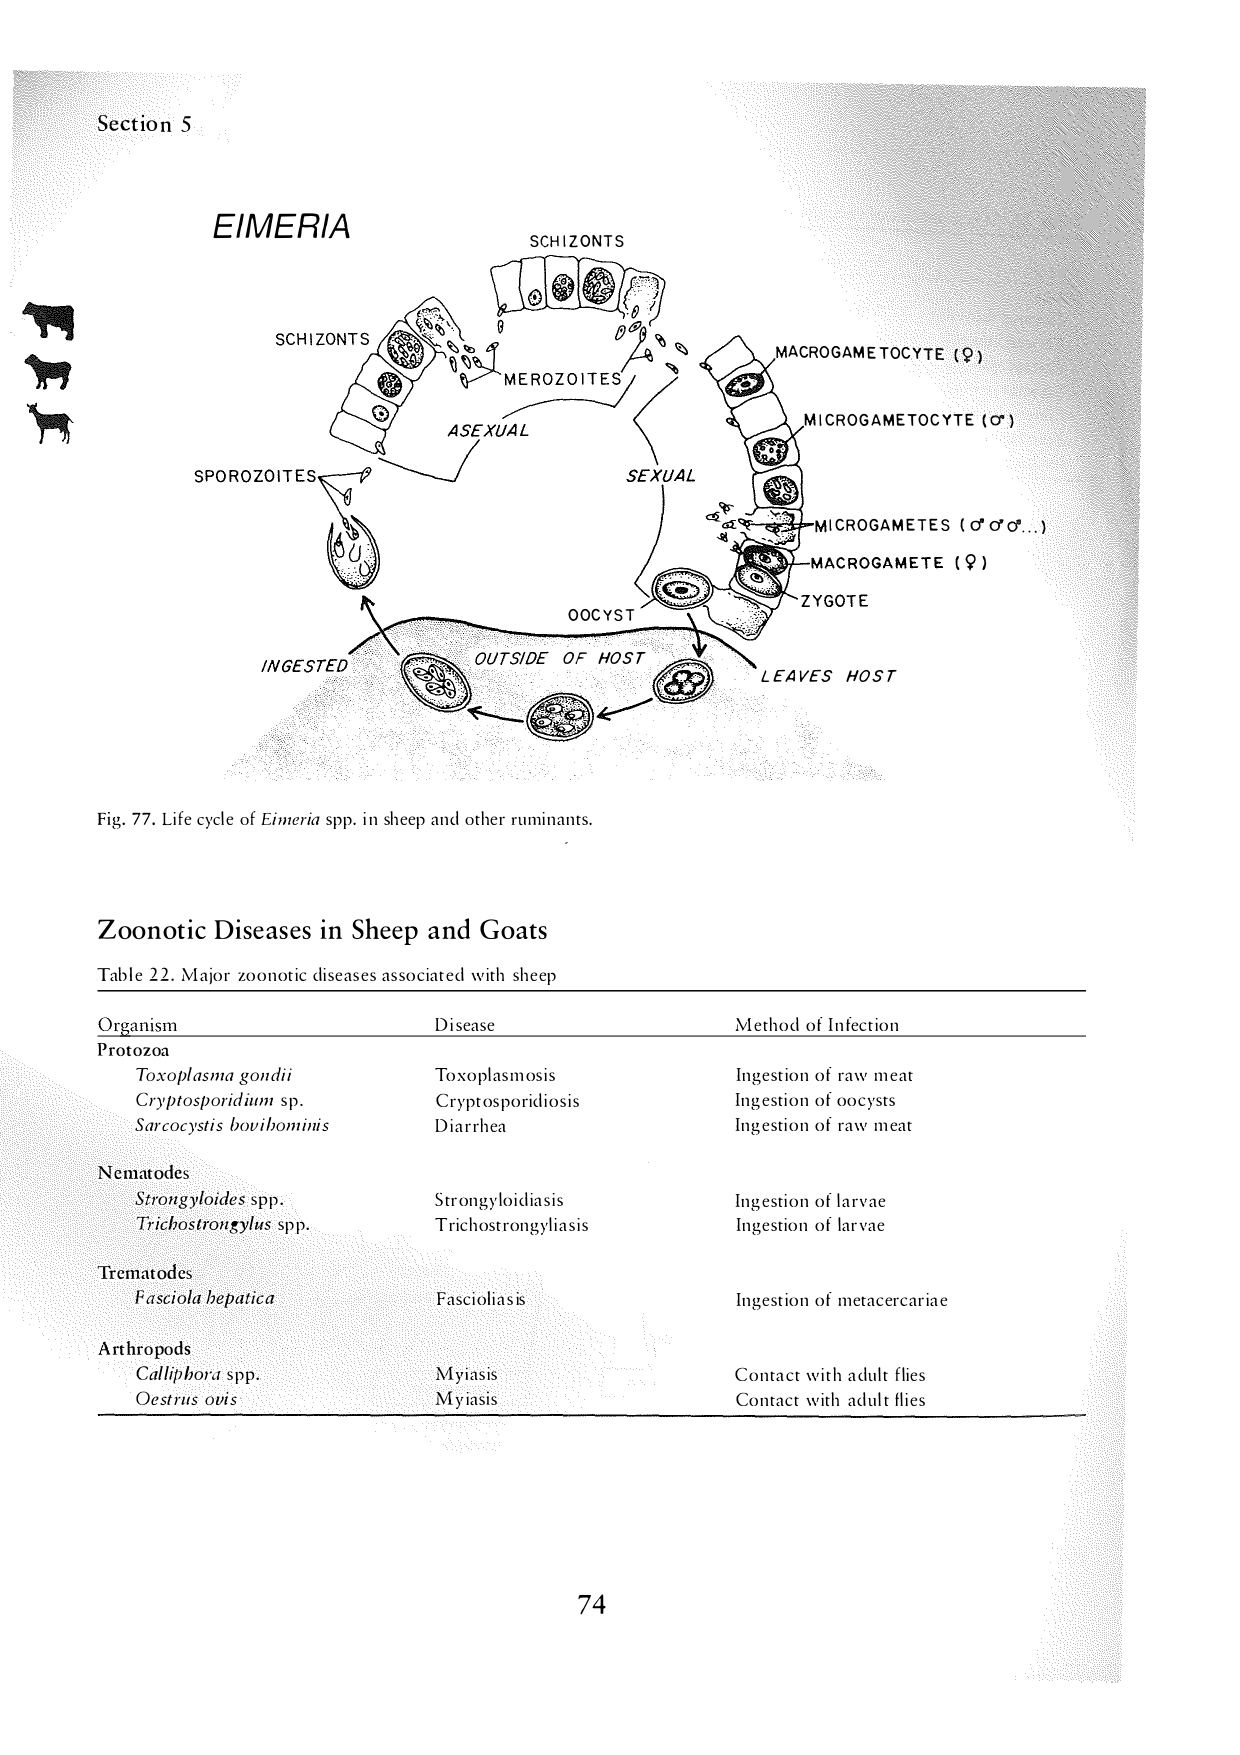 Section 5
EIMERIA
SCHIZONTS
SCHIZONTS
MACROGAMETOCYTE (♀)
MEROZOITES
MICROGAMETOCYTE (♂)
ASEXUAL
SPOROZOITES
SEXUAL
MICROGAMETES (♂♂♂...)
MACROGAMETE (♀)
ZYGOTE
OOCYST
OUTSIDE OF HOST
INGESTED
LEAVES HOST
Fig. 77. Life cycle of Eimeria spp. in sheep and other ruminants.
Zoonotic Diseases in Sheep and Goats
Table 22. Major zoonotic diseases associated with sheep
Organism Disease Method of Infection
Protozoa
Toxoplasma gondii Toxoplasmosis Ingestion of raw meat
Cryptosporidium sp. Cryptosporidiosis Ingestion of oocysts
Sarcocystis bovihominis Diarrhea Ingestion of raw meat
Nematodes
Strongyloides spp. Strongyloidiasis Ingestion of larvae
Trichostrongylus spp. Trichostrongyliasis Ingestion of larvae
Trematodes
Fasciola hepatica Fascioliasis Ingestion of metacercariae
Arthropods
Calliphora spp. Myiasis Contact with adult flies
Oestrus ovis Myiasis Contact with adult flies
74